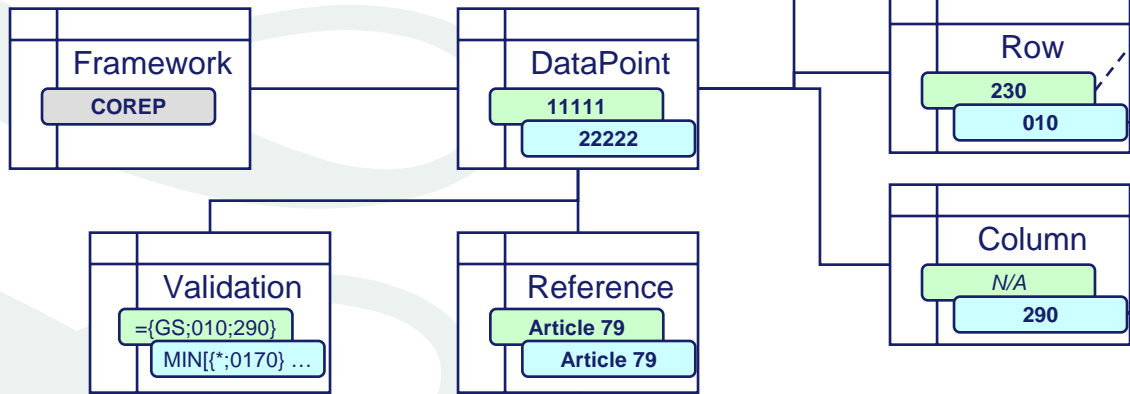 Framework
COREP
DataPoint
11111
22222
Row
230
010
Validation
={GS;010;290}
MIN[{*;0170} …
Reference
Article 79
Article 79
Column
N/A
290